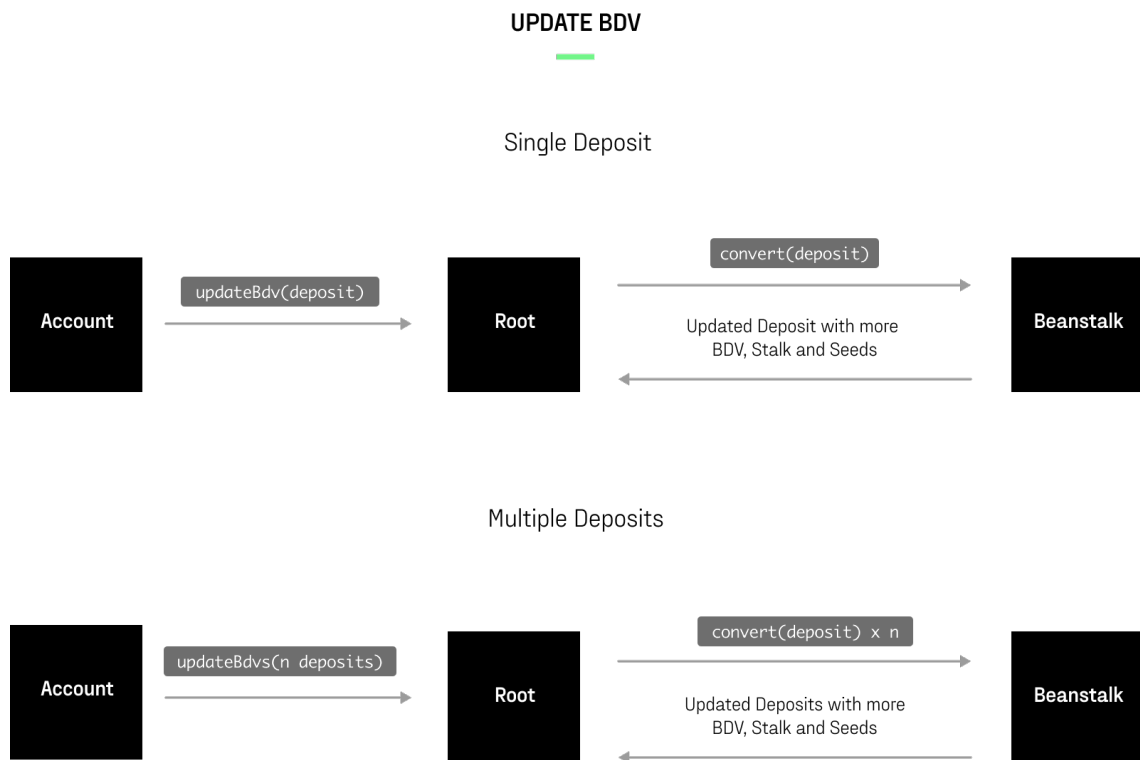 UPDATE BDV
Single Deposit
Account
updateBdv(deposit)
Root
convert(deposit)
Updated Deposit with more
BDV, Stalk and Seeds
Beanstalk
Multiple Deposits
Account
updateBdvs(n deposits)
Root
convert(deposit) x n
Updated Deposits with more
BDV, Stalk and Seeds
Beanstalk